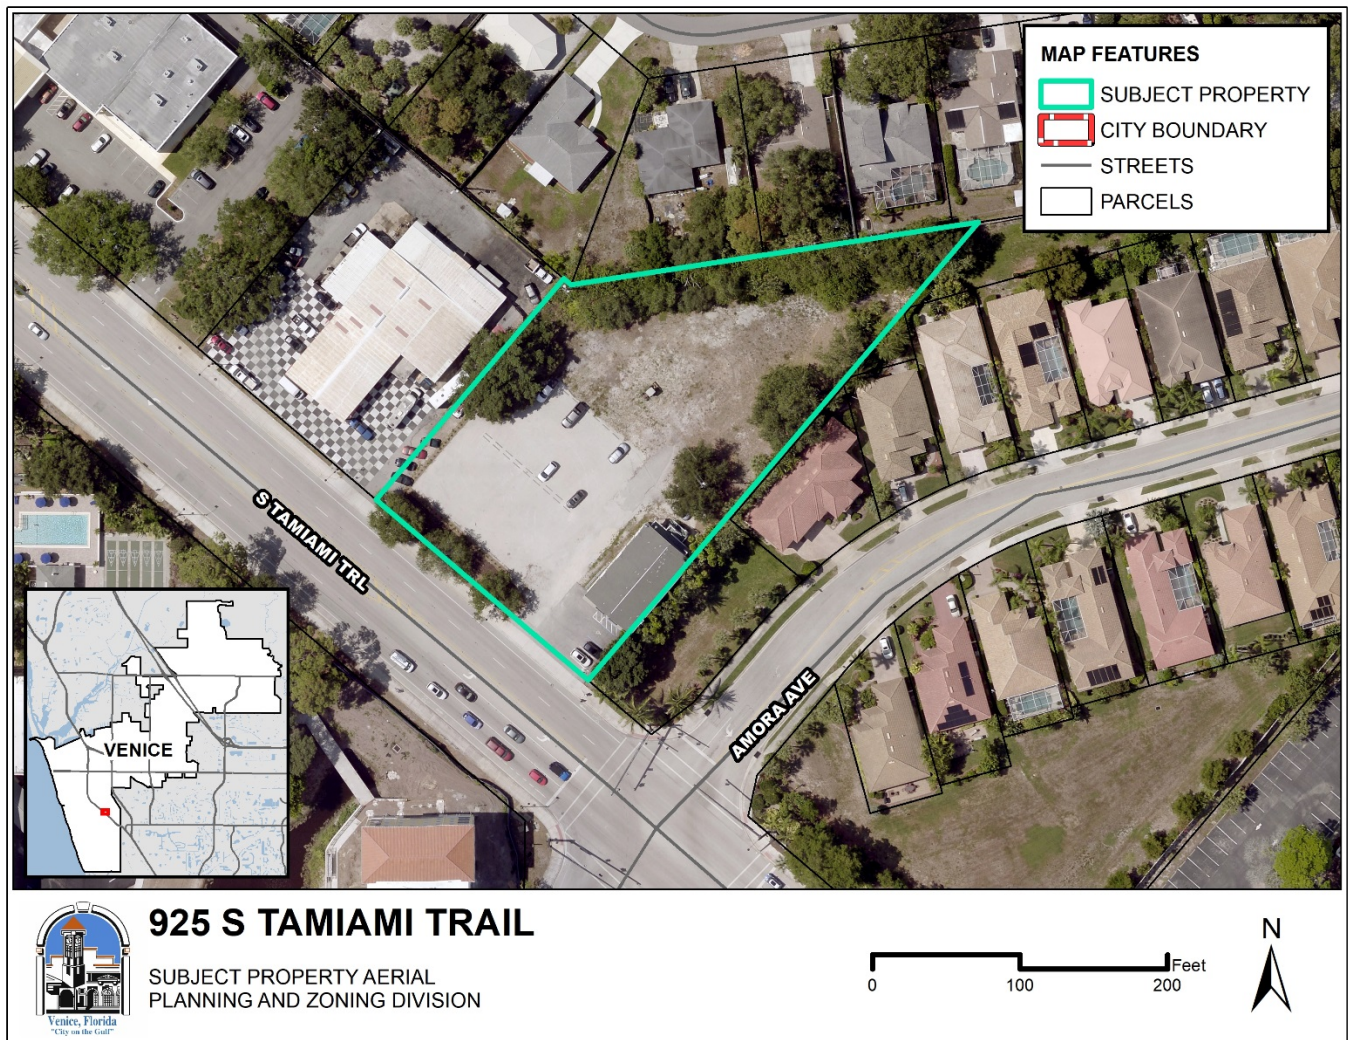 MAP FEATURES
SUBJECT PROPERTY
CITY BOUNDARY
STREETS
PARCELS
S TAMIAMI TRL
AMORA AVE
VENICE
925 S TAMIAMI TRAIL
SUBJECT PROPERTY AERIAL
PLANNING AND ZONING DIVISION
Venice, Florida
"City on the Gulf"
Feet
0 100 200
N